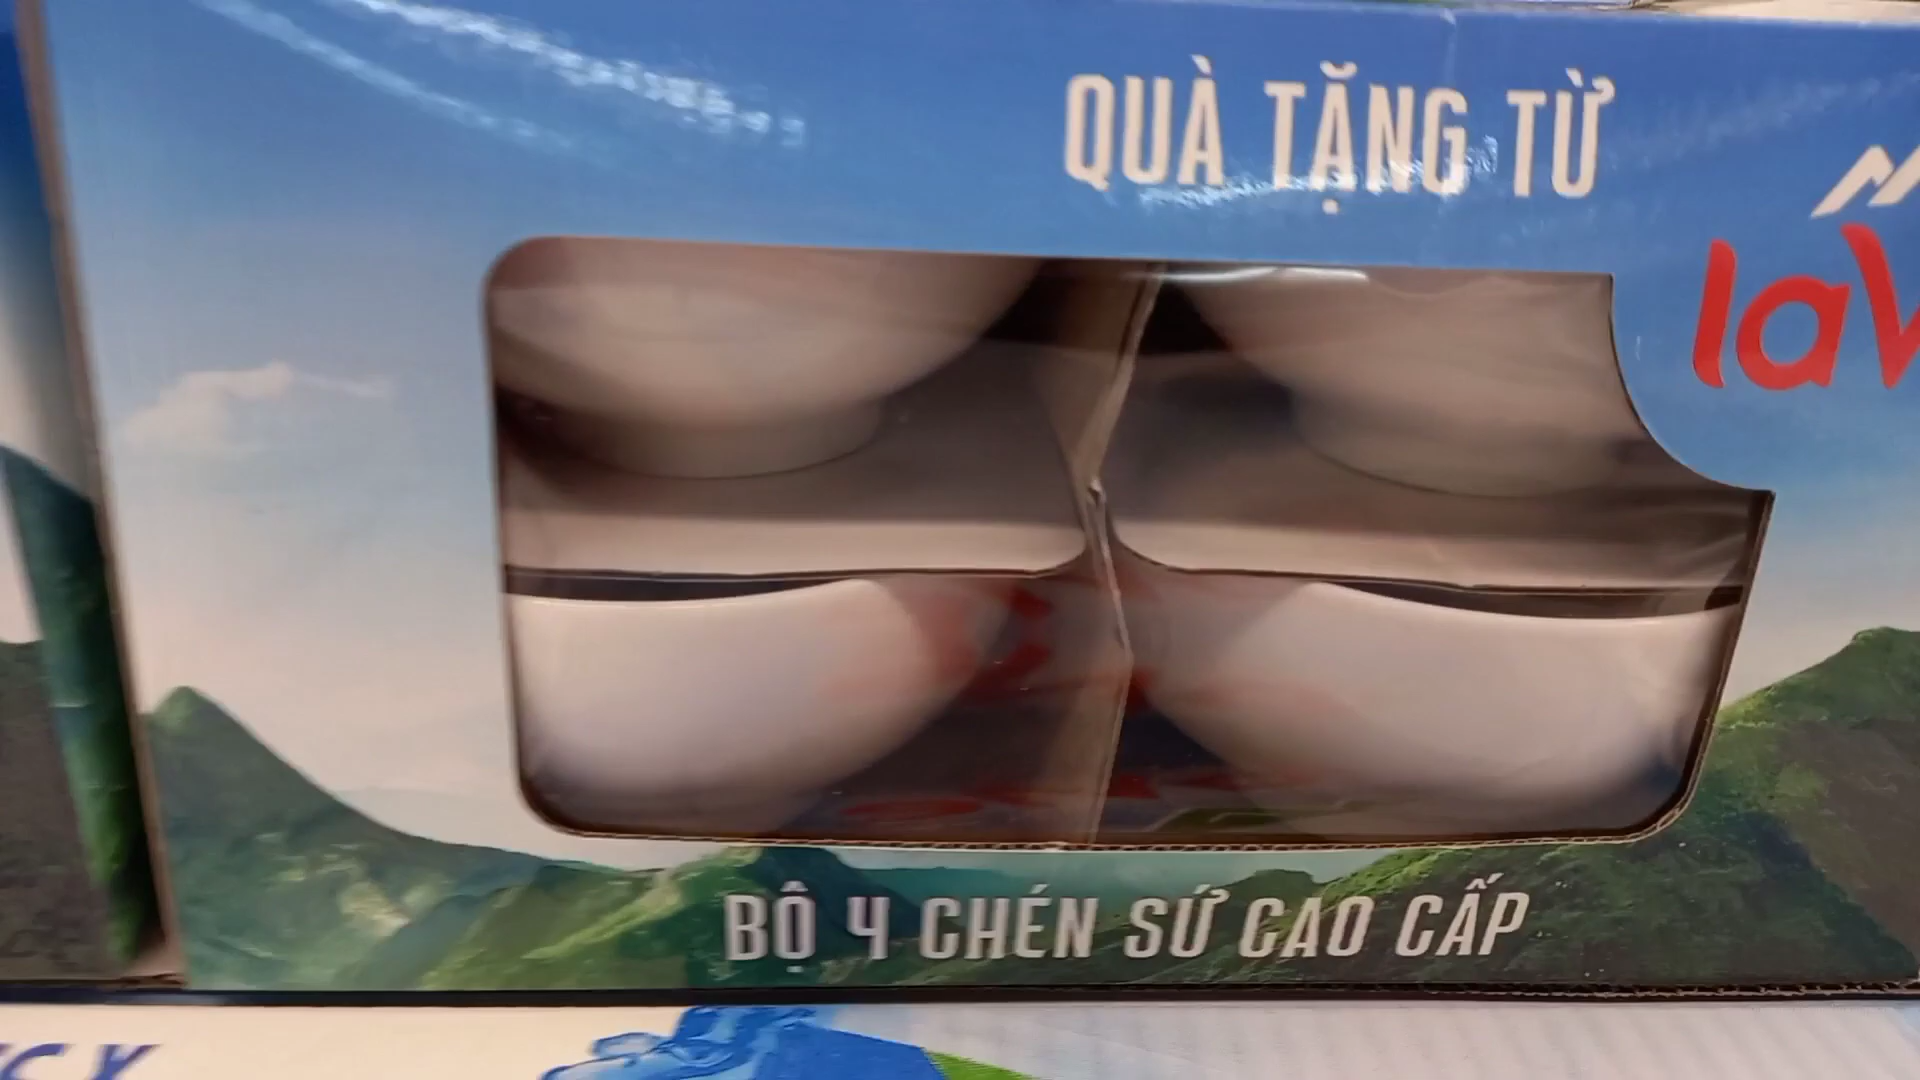 QUÀ TẶNG TỪ
laV
BỘ 4 CHÉN SỨ CAO CẤP